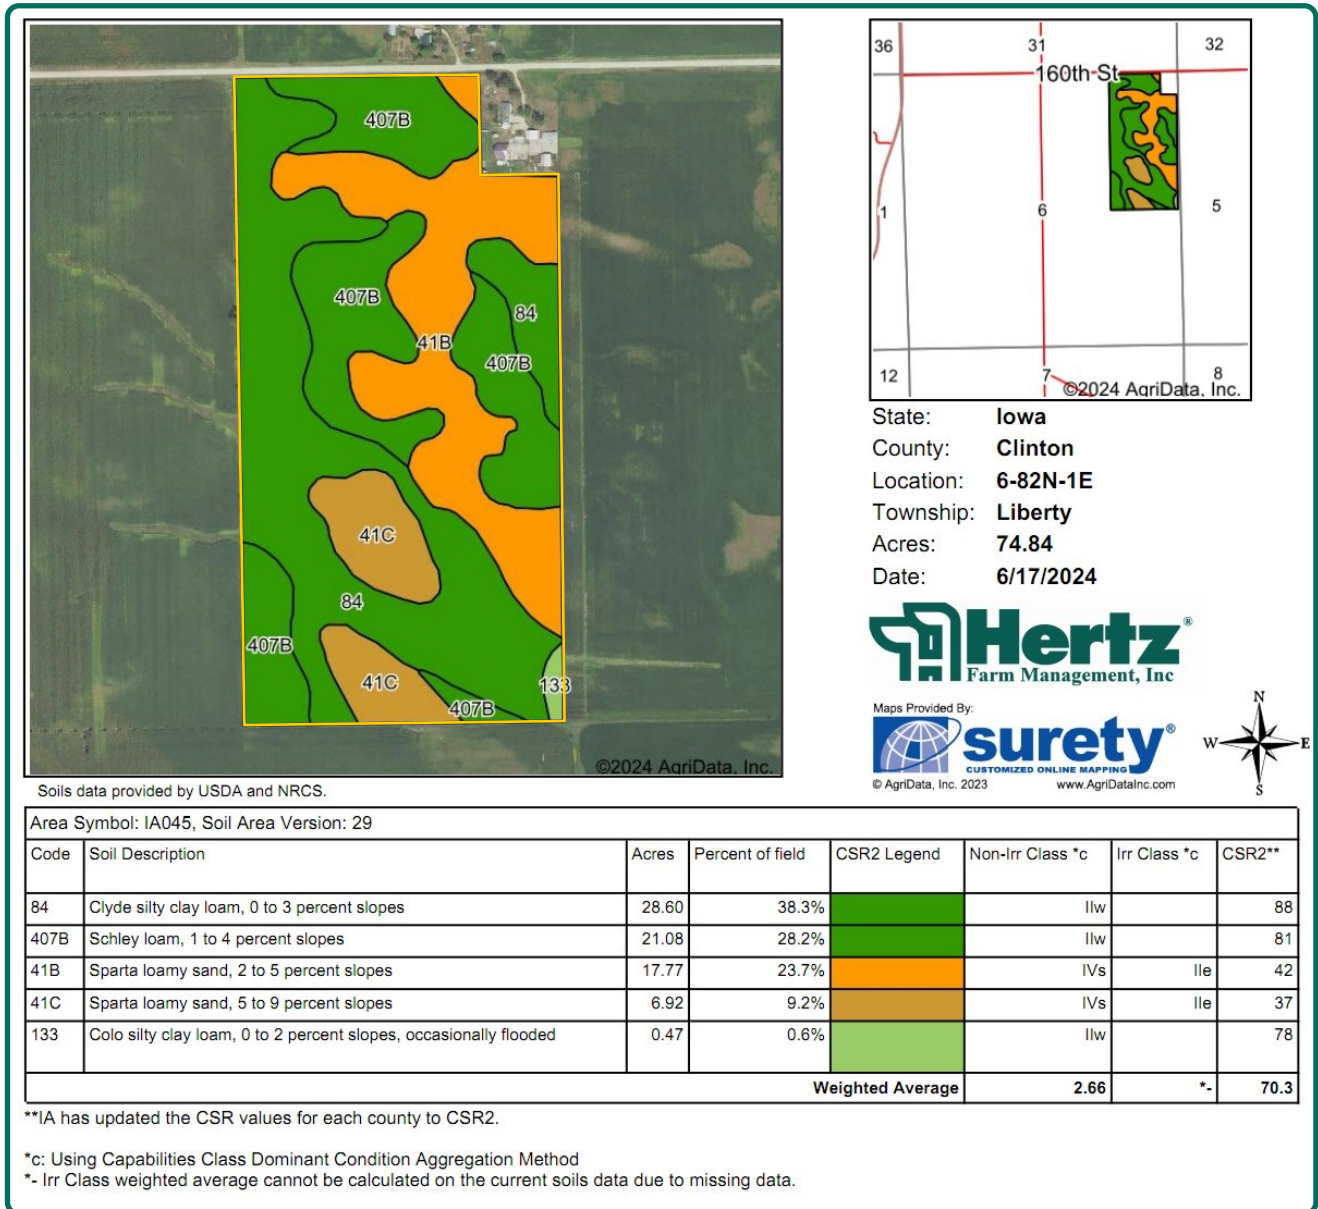 407B
407B
84
41B
407B
41C
84
407B
41C
133
407B
©2024 AgriData, Inc.
Soils data provided by USDA and NRCS.
36
31
32
160th St
1
6
5
12
7
8
©2024 AgriData, Inc.
State: Iowa
County: Clinton
Location: 6-82N-1E
Township: Liberty
Acres: 74.84
Date: 6/17/2024
Hertz®
Farm Management, Inc
Maps Provided By:
surety®
CUSTOMIZED ONLINE MAPPING
© AgriData, Inc. 2023 www.AgriDataInc.com
N
W E
S
Area Symbol: IA045, Soil Area Version: 29
Code Soil Description Acres Percent of field CSR2 Legend Non-Irr Class *c Irr Class *c CSR2**
84 Clyde silty clay loam, 0 to 3 percent slopes 28.60 38.3% IIw 88
407B Schley loam, 1 to 4 percent slopes 21.08 28.2% IIw 81
41B Sparta loamy sand, 2 to 5 percent slopes 17.77 23.7% IVs IIe 42
41C Sparta loamy sand, 5 to 9 percent slopes 6.92 9.2% IVs IIe 37
133 Colo silty clay loam, 0 to 2 percent slopes, occasionally flooded 0.47 0.6% IIw 78
Weighted Average 2.66 *- 70.3
**IA has updated the CSR values for each county to CSR2.
*c: Using Capabilities Class Dominant Condition Aggregation Method
*- Irr Class weighted average cannot be calculated on the current soils data due to missing data.